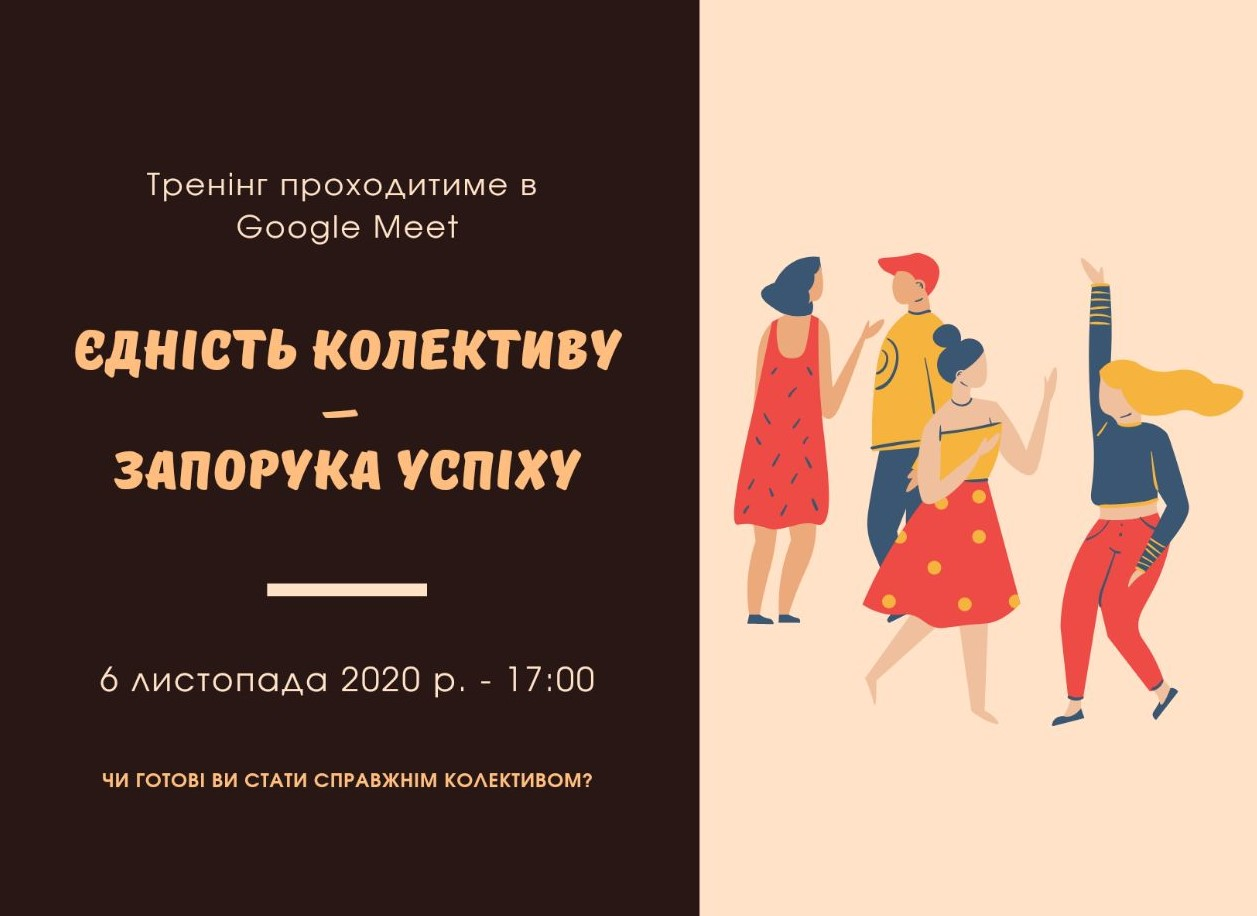 Тренінг проходитиме в
Google Meet
ЄДНІСТЬ КОЛЕКТИВУ
–
ЗАПОРУКА УСПІХУ
6 листопада 2020 р. - 17:00
ЧИ ГОТОВІ ВИ СТАТИ СПРАВЖНІМ КОЛЕКТИВОМ?